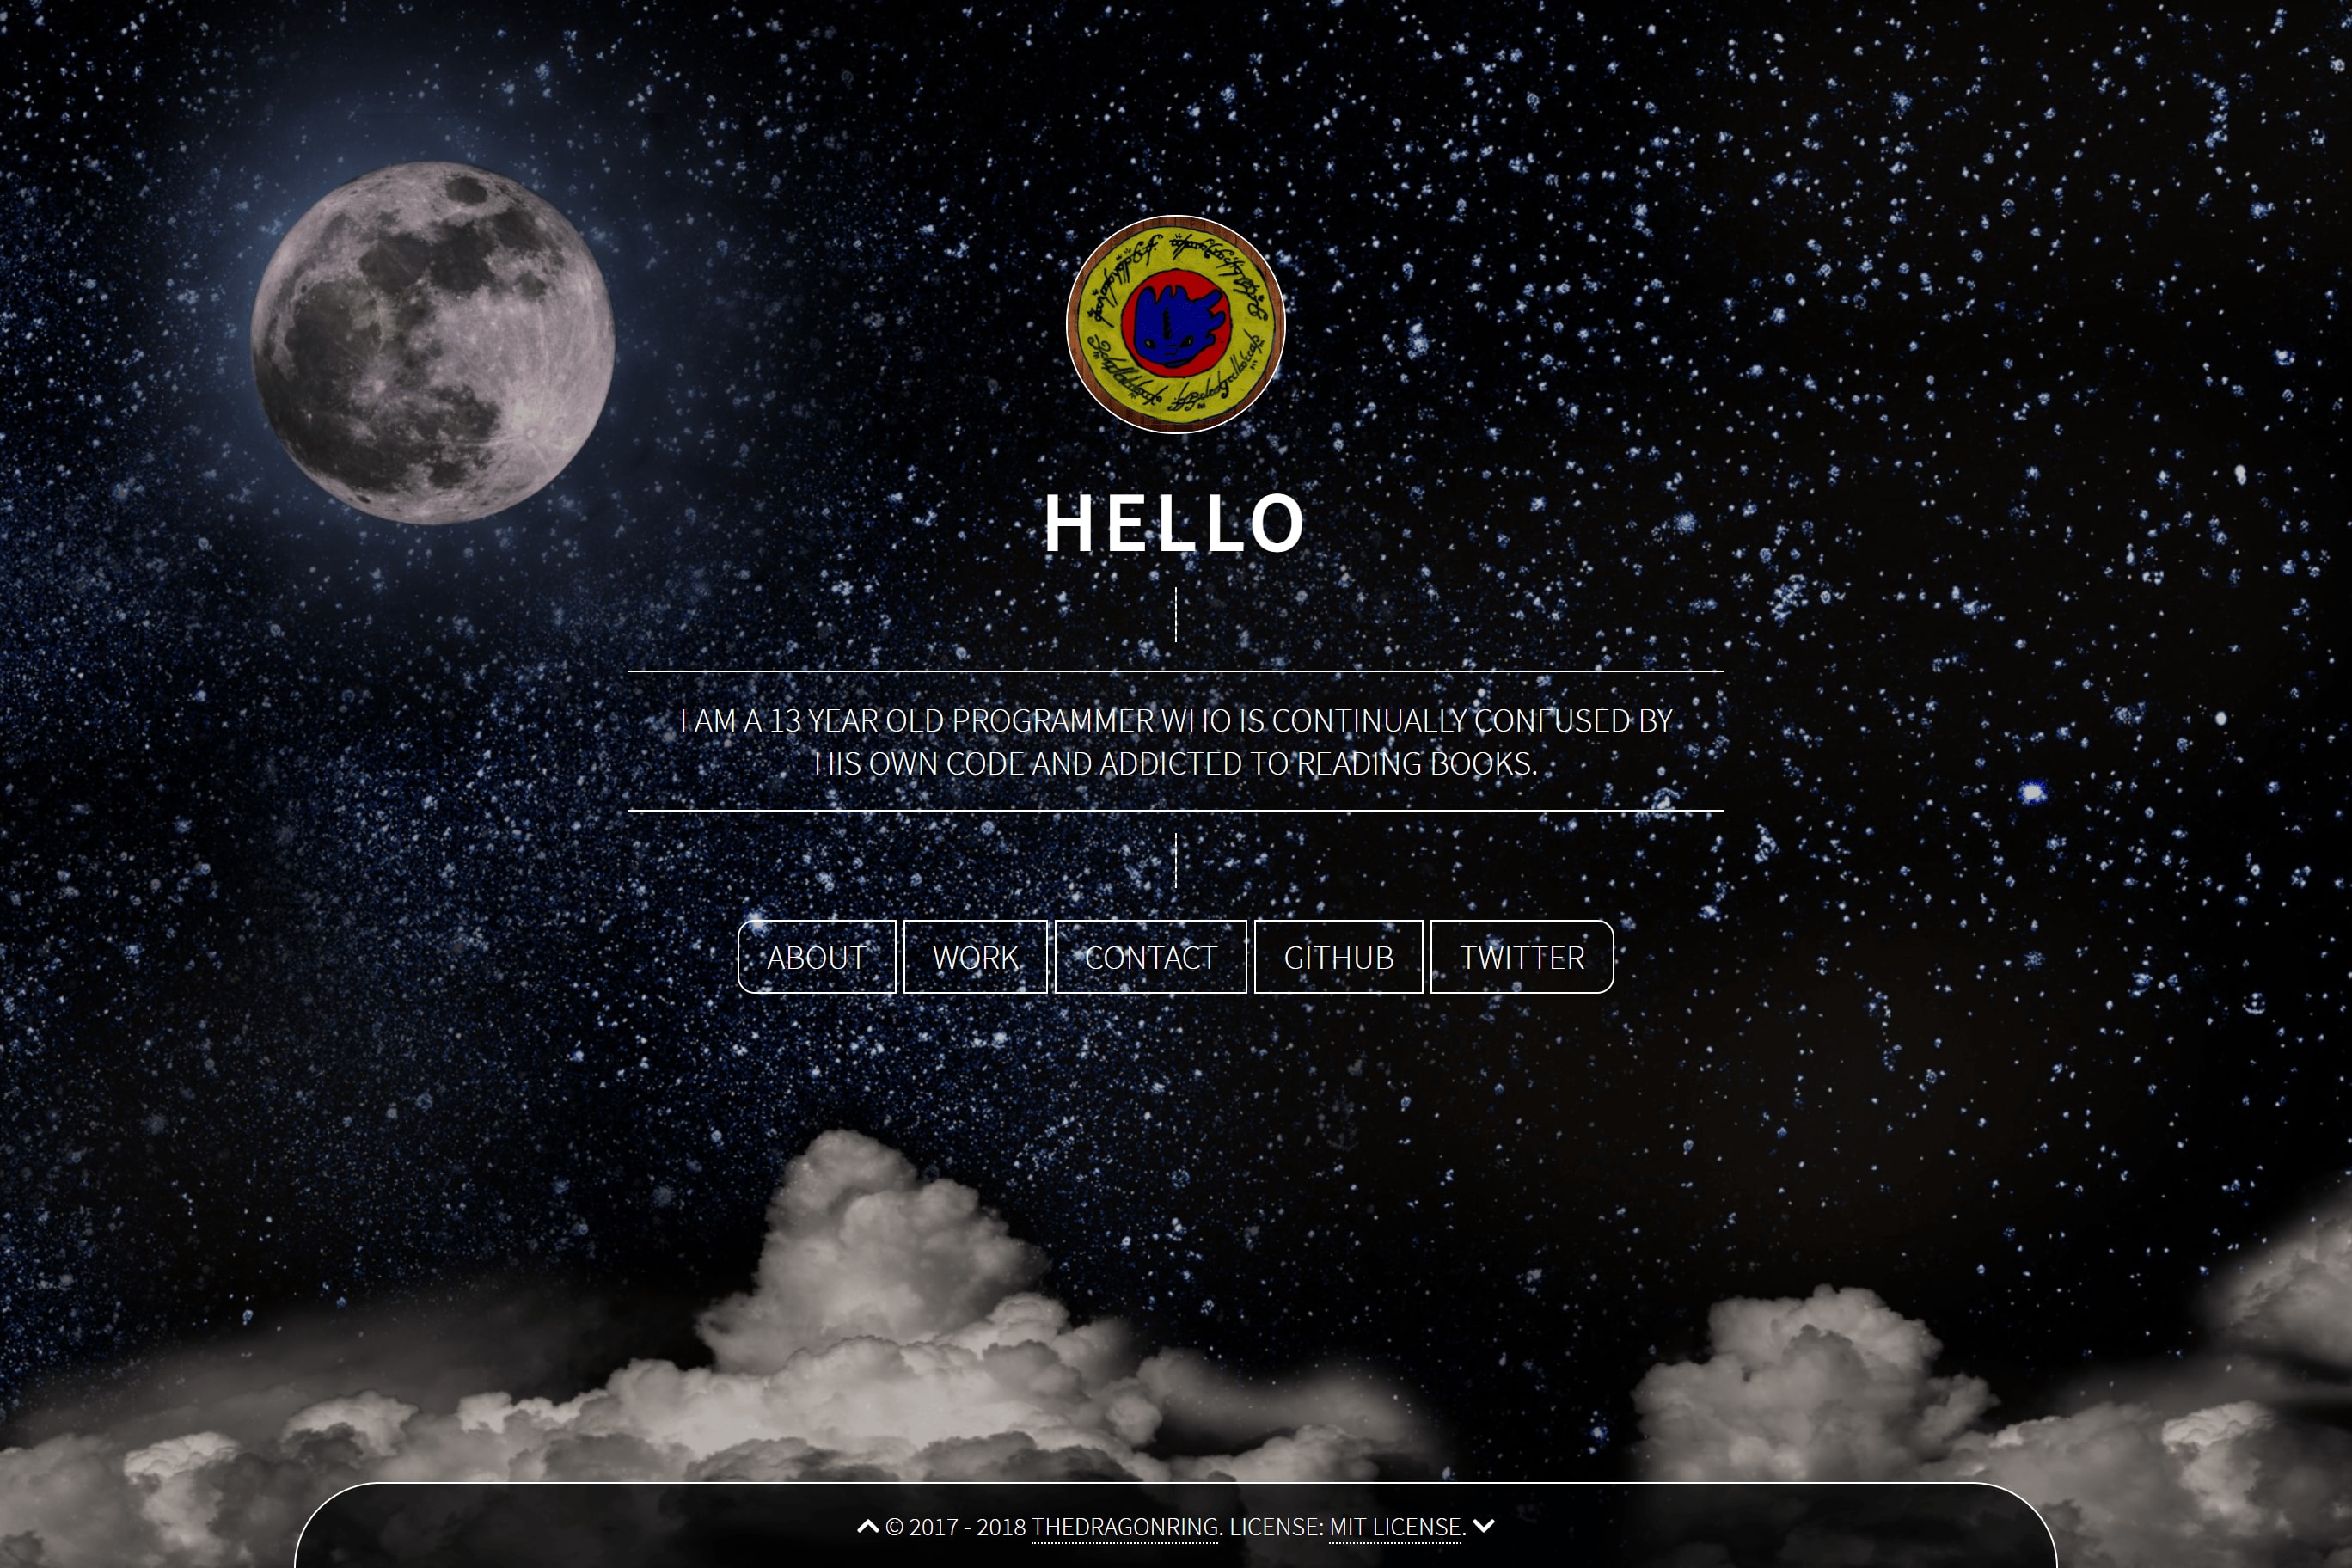 HELLO
I AM A 13 YEAR OLD PROGRAMMER WHO IS CONTINUALLY CONFUSED BY
HIS OWN CODE AND ADDICTED TO READING BOOKS.
ABOUT WORK CONTACT GITHUB TWITTER
© 2017 - 2018 THEDRAGONRING. LICENSE: MIT LICENSE.